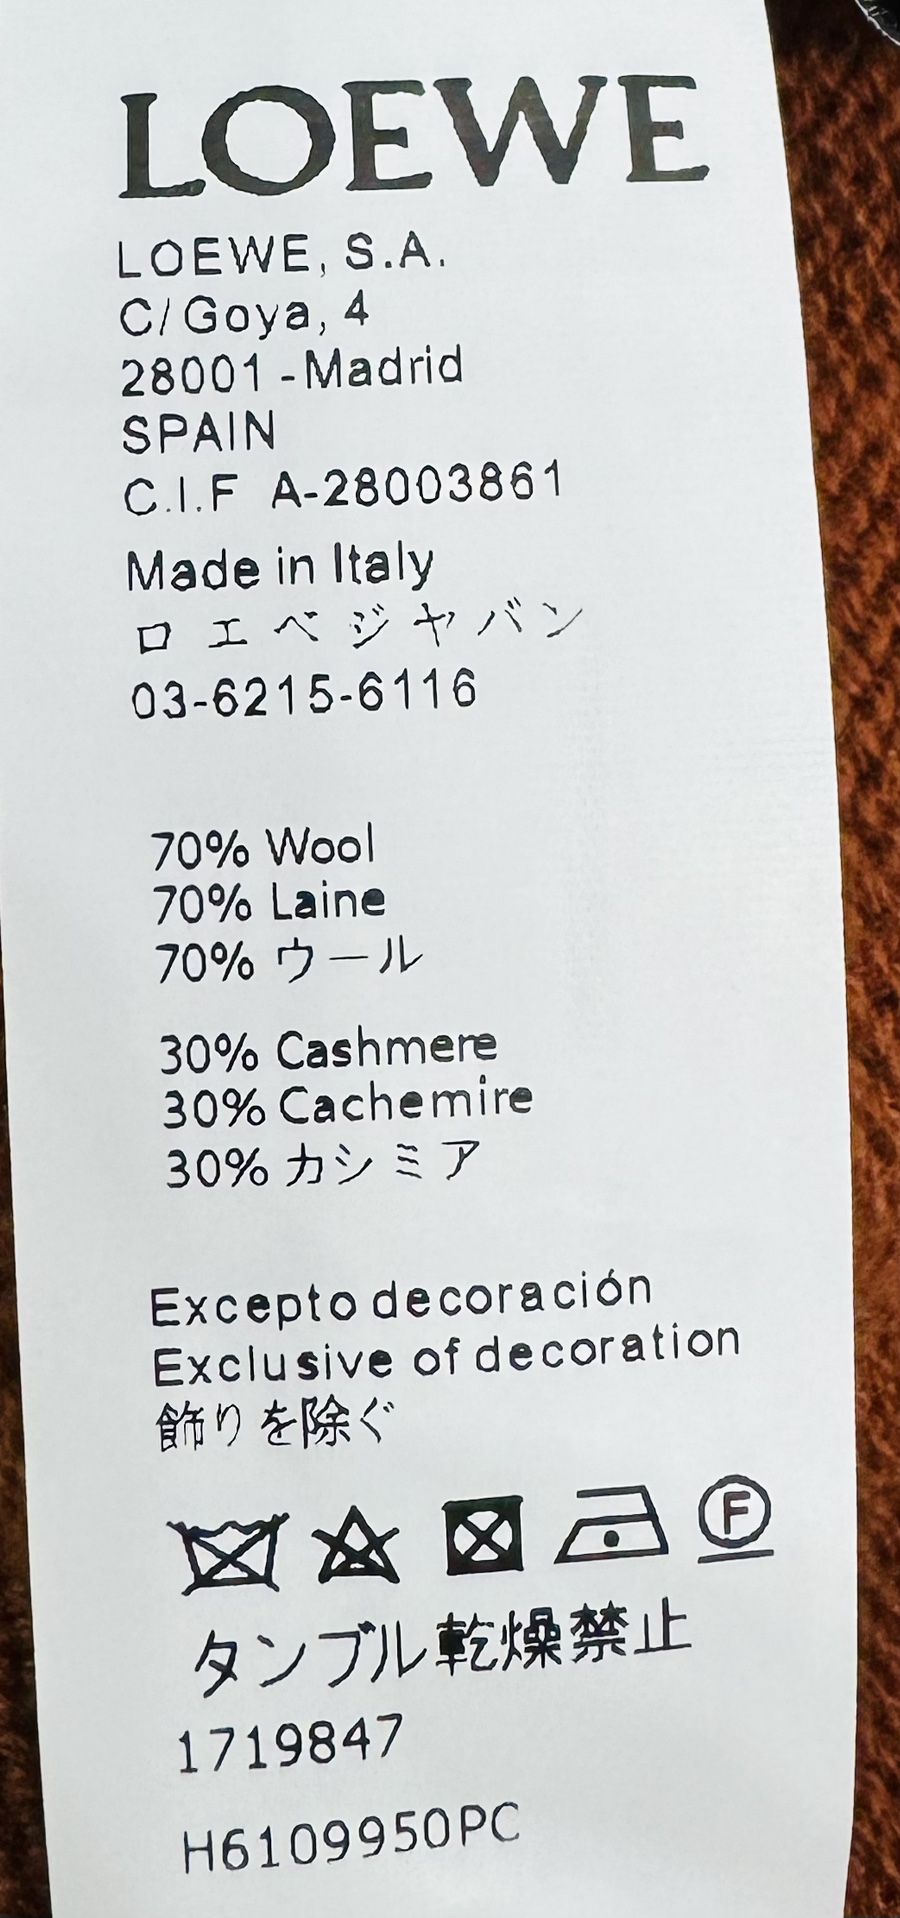 LOEWE
LOEWE, S.A.
C/Goya, 4
28001 -Madrid
SPAIN
C.I.F A-28003861
Made in Italy
ロエベジャバン
03-6215-6116
70% Wool
70% Laine
70% ウール
30% Cashmere
30% Cachemire
30% カシミア
Excepto decoración
Exclusive of decoration
飾りを除ぐ
F
タンブル乾燥禁止
1719847
H6109950PC